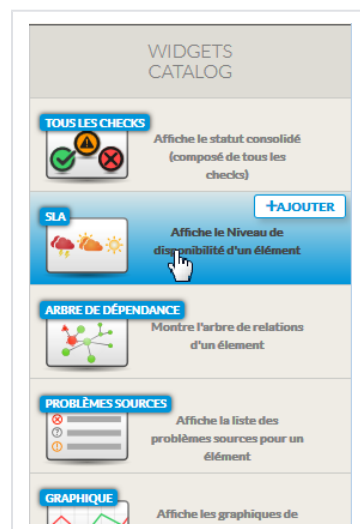 WIDGETS
CATALOG
TOUS LES CHECKS
Affiche le statut consolidé
(composé de tous les
checks)
+AJOUTER
SLA
Affiche le Niveau de
disponibilité d'un élément
ARBRE DE DÉPENDANCE
Montre l'arbre de relations
d'un élement
PROBLÈMES SOURCES
Affiche la liste des
problèmes sources pour un
élément
GRAPHIQUE
Affiche les graphiques de